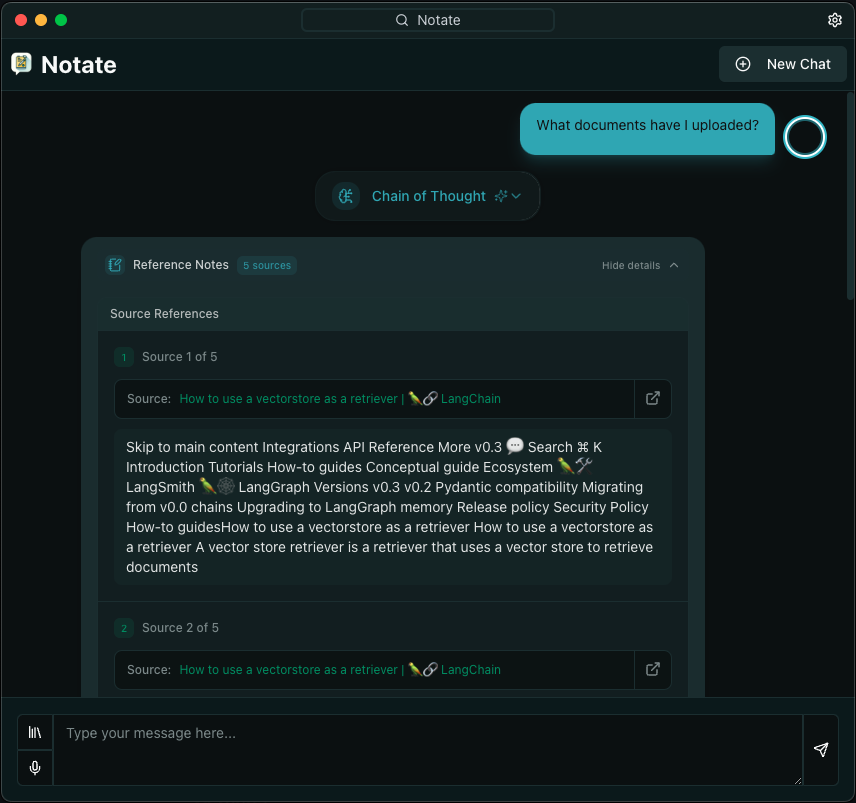 Notate
Notate
New Chat
What documents have I uploaded?
Chain of Thought
Reference Notes 5 sources Hide details
Source References
1 Source 1 of 5
Source: How to use a vectorstore as a retriever | 🦜🔗 LangChain
Skip to main content Integrations API Reference More v0.3 💬 Search ⌘ K
Introduction Tutorials How-to guides Conceptual guide Ecosystem 🦜🛠️
LangSmith 🦜🕸️ LangGraph Versions v0.3 v0.2 Pydantic compatibility Migrating
from v0.0 chains Upgrading to LangGraph memory Release policy Security Policy
How-to guidesHow to use a vectorstore as a retriever How to use a vectorstore as
a retriever A vector store retriever is a retriever that uses a vector store to retrieve
documents
2 Source 2 of 5
Source: How to use a vectorstore as a retriever | 🦜🔗 LangChain
Type your message here...